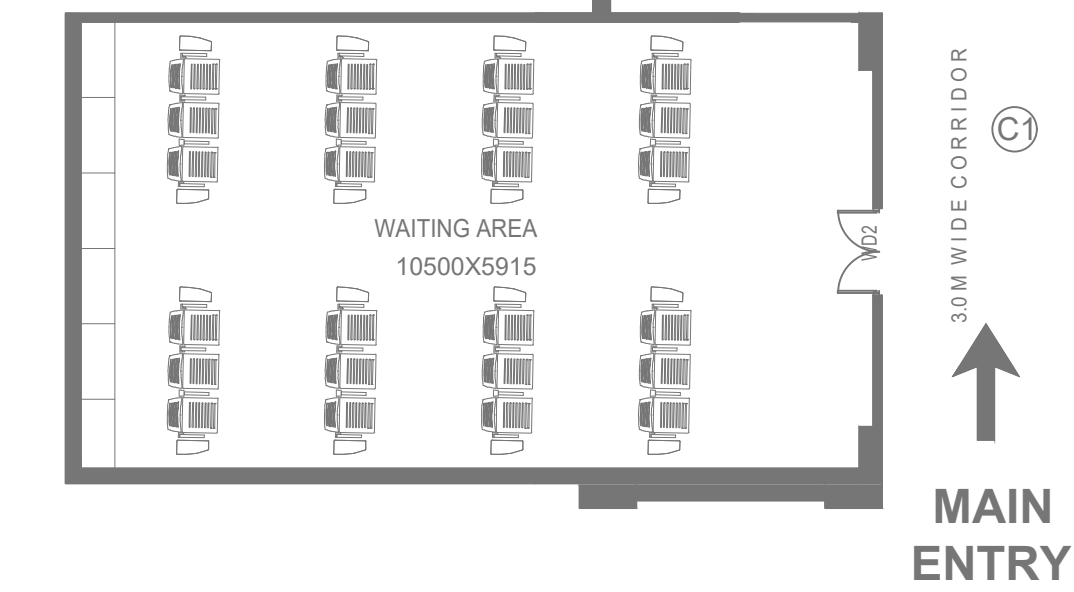 WAITING AREA
10500X5915
WD2
3.0 M WIDE CORRIDOR
C1
MAIN
ENTRY